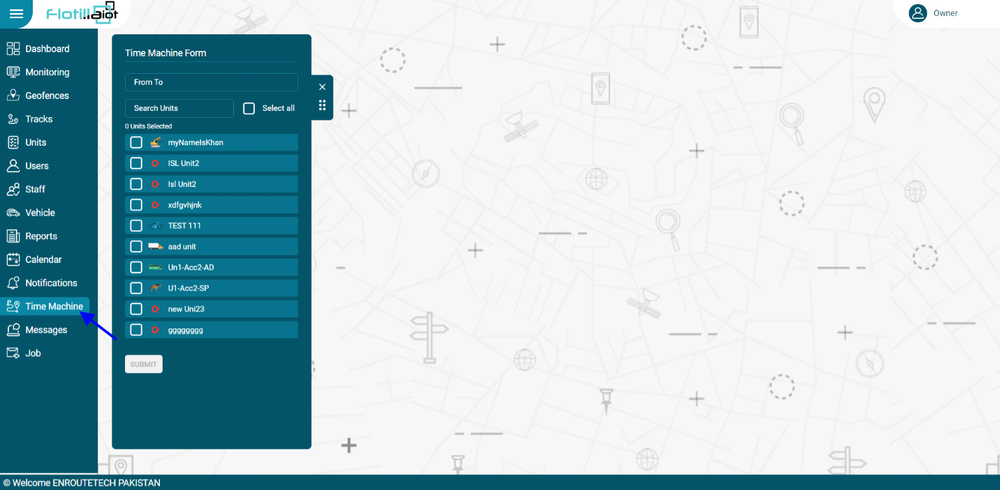 Flotillaiot
Owner
Dashboard
Monitoring
Geofences
Tracks
Units
Users
Staff
Vehicle
Reports
Calendar
Notifications
Time Machine
Messages
Job
Time Machine Form
From To
Search Units
Select all
0 Units Selected
myNameIsKhan
ISL Unit2
Isl Unit2
xdfgvhjnk
TEST 111
aad unit
Un1-Acc2-AD
U1-Acc2-SP
new Uni23
gggggggg
SUBMIT
© Welcome ENROUTETECH PAKISTAN